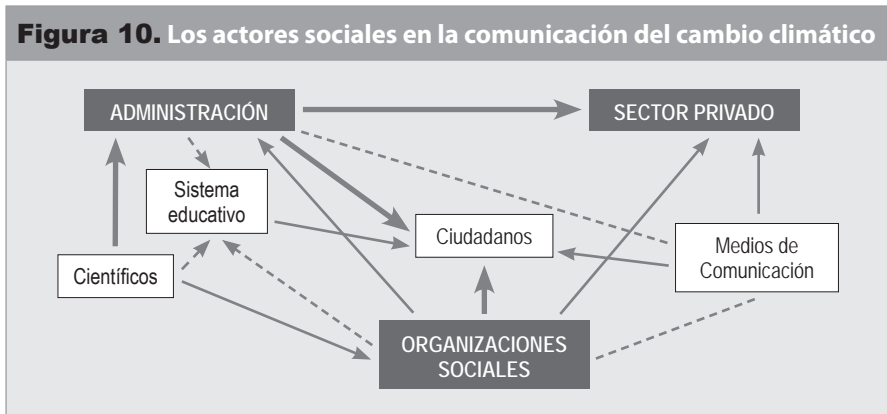 Figura 10. Los actores sociales en la comunicación del cambio climático
ADMINISTRACIÓN
SECTOR PRIVADO
Sistema
educativo
Ciudadanos
Medios de
Comunicación
Científicos
ORGANIZACIONES
SOCIALES